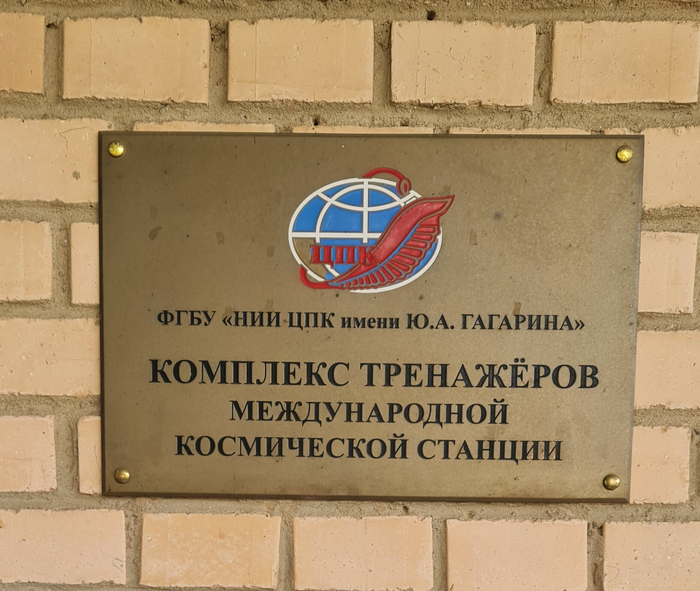 ЦПК
ФГБУ «НИИ ЦПК имени Ю.А. ГАГАРИНА»
КОМПЛЕКС ТРЕНАЖЁРОВ
МЕЖДУНАРОДНОЙ
КОСМИЧЕСКОЙ СТАНЦИИ